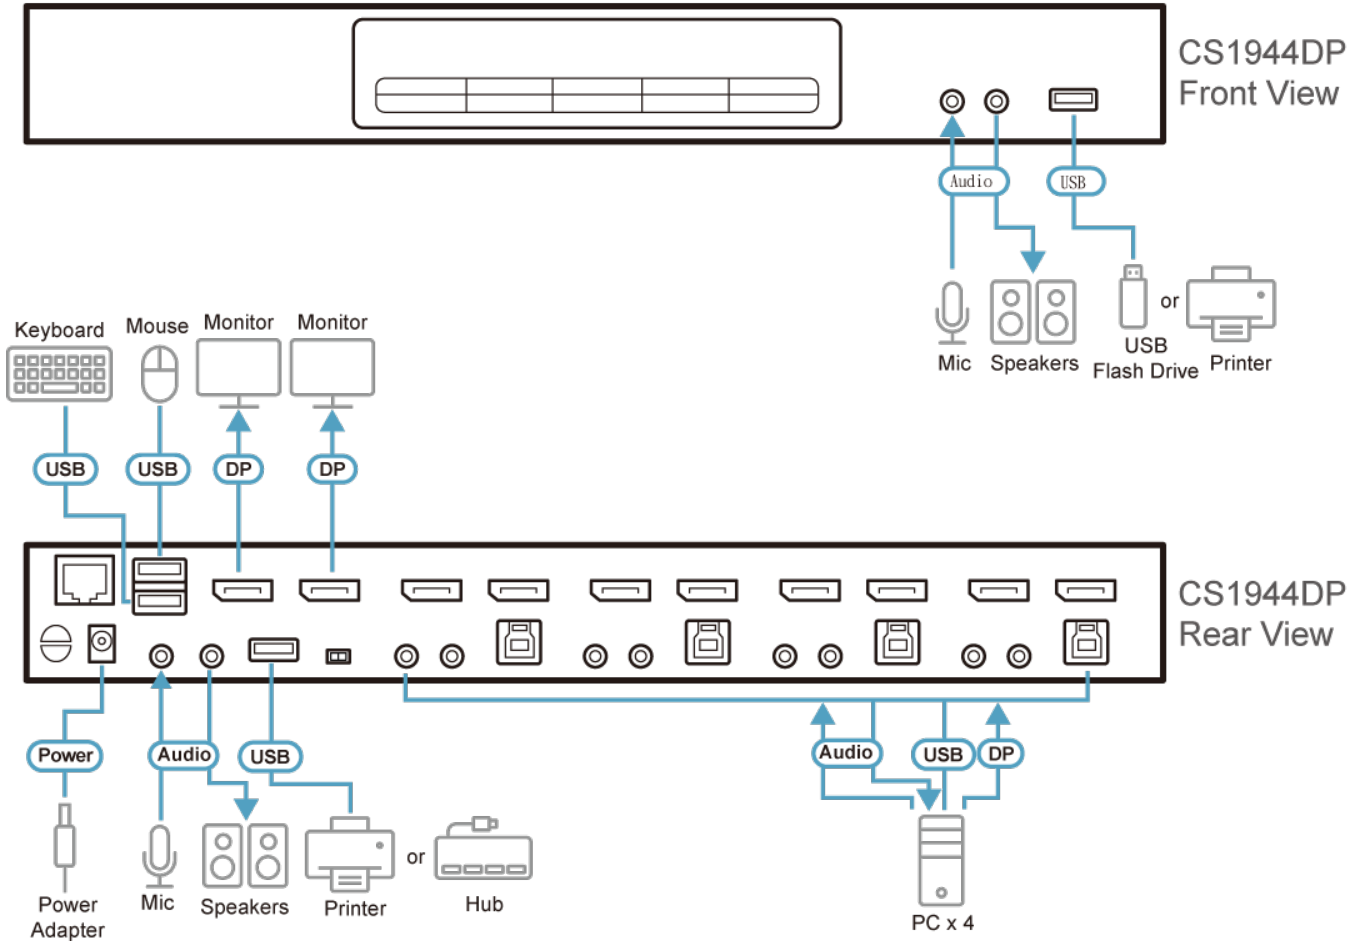 CS1944DP
Front View
Audio
USB
Mic
Speakers
USB
Flash Drive
or
Printer
Keyboard
Mouse
Monitor
Monitor
USB
USB
DP
DP
CS1944DP
Rear View
Power
Audio
USB
Audio
USB
DP
Power
Adapter
Mic
Speakers
Printer
or
Hub
PC x 4